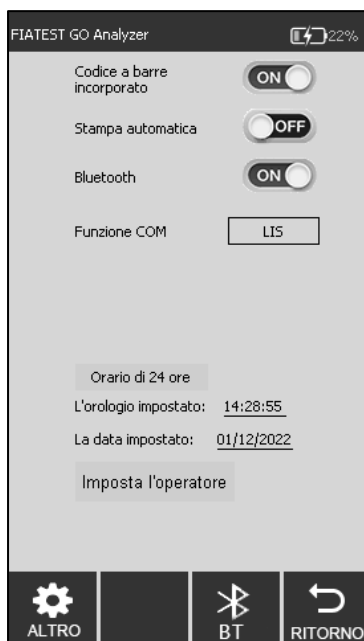 FIATEST GO Analyzer 22%
Codice a barre
incorporato ON
Stampa automatica OFF
Bluetooth ON
Funzione COM LIS
Orario di 24 ore
L'orologio impostato: 14:28:55
La data impostato: 01/12/2022
Imposta l'operatore
ALTRO BT RITORNO